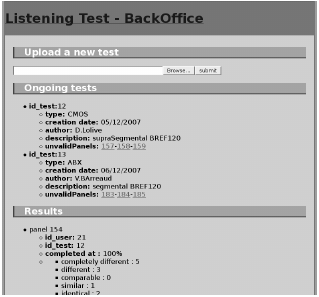 Listening Test - BackOffice
Upload a new test
Browse... submit
Ongoing tests
id_test:12
type: CMOS
creation date: 05/12/2007
author: D.Lolive
description: supraSegmental BREF120
unvalidPanels: 157-158-159
id_test:13
type: ABX
creation date: 06/12/2007
author: V.BArreaud
description: segmental BREF120
unvalidPanels: 183-184-185
Results
panel 154
id_user: 21
id_test: 12
completed at : 100%
completely different : 5
different : 3
comparable : 0
similar : 1
identical : 2